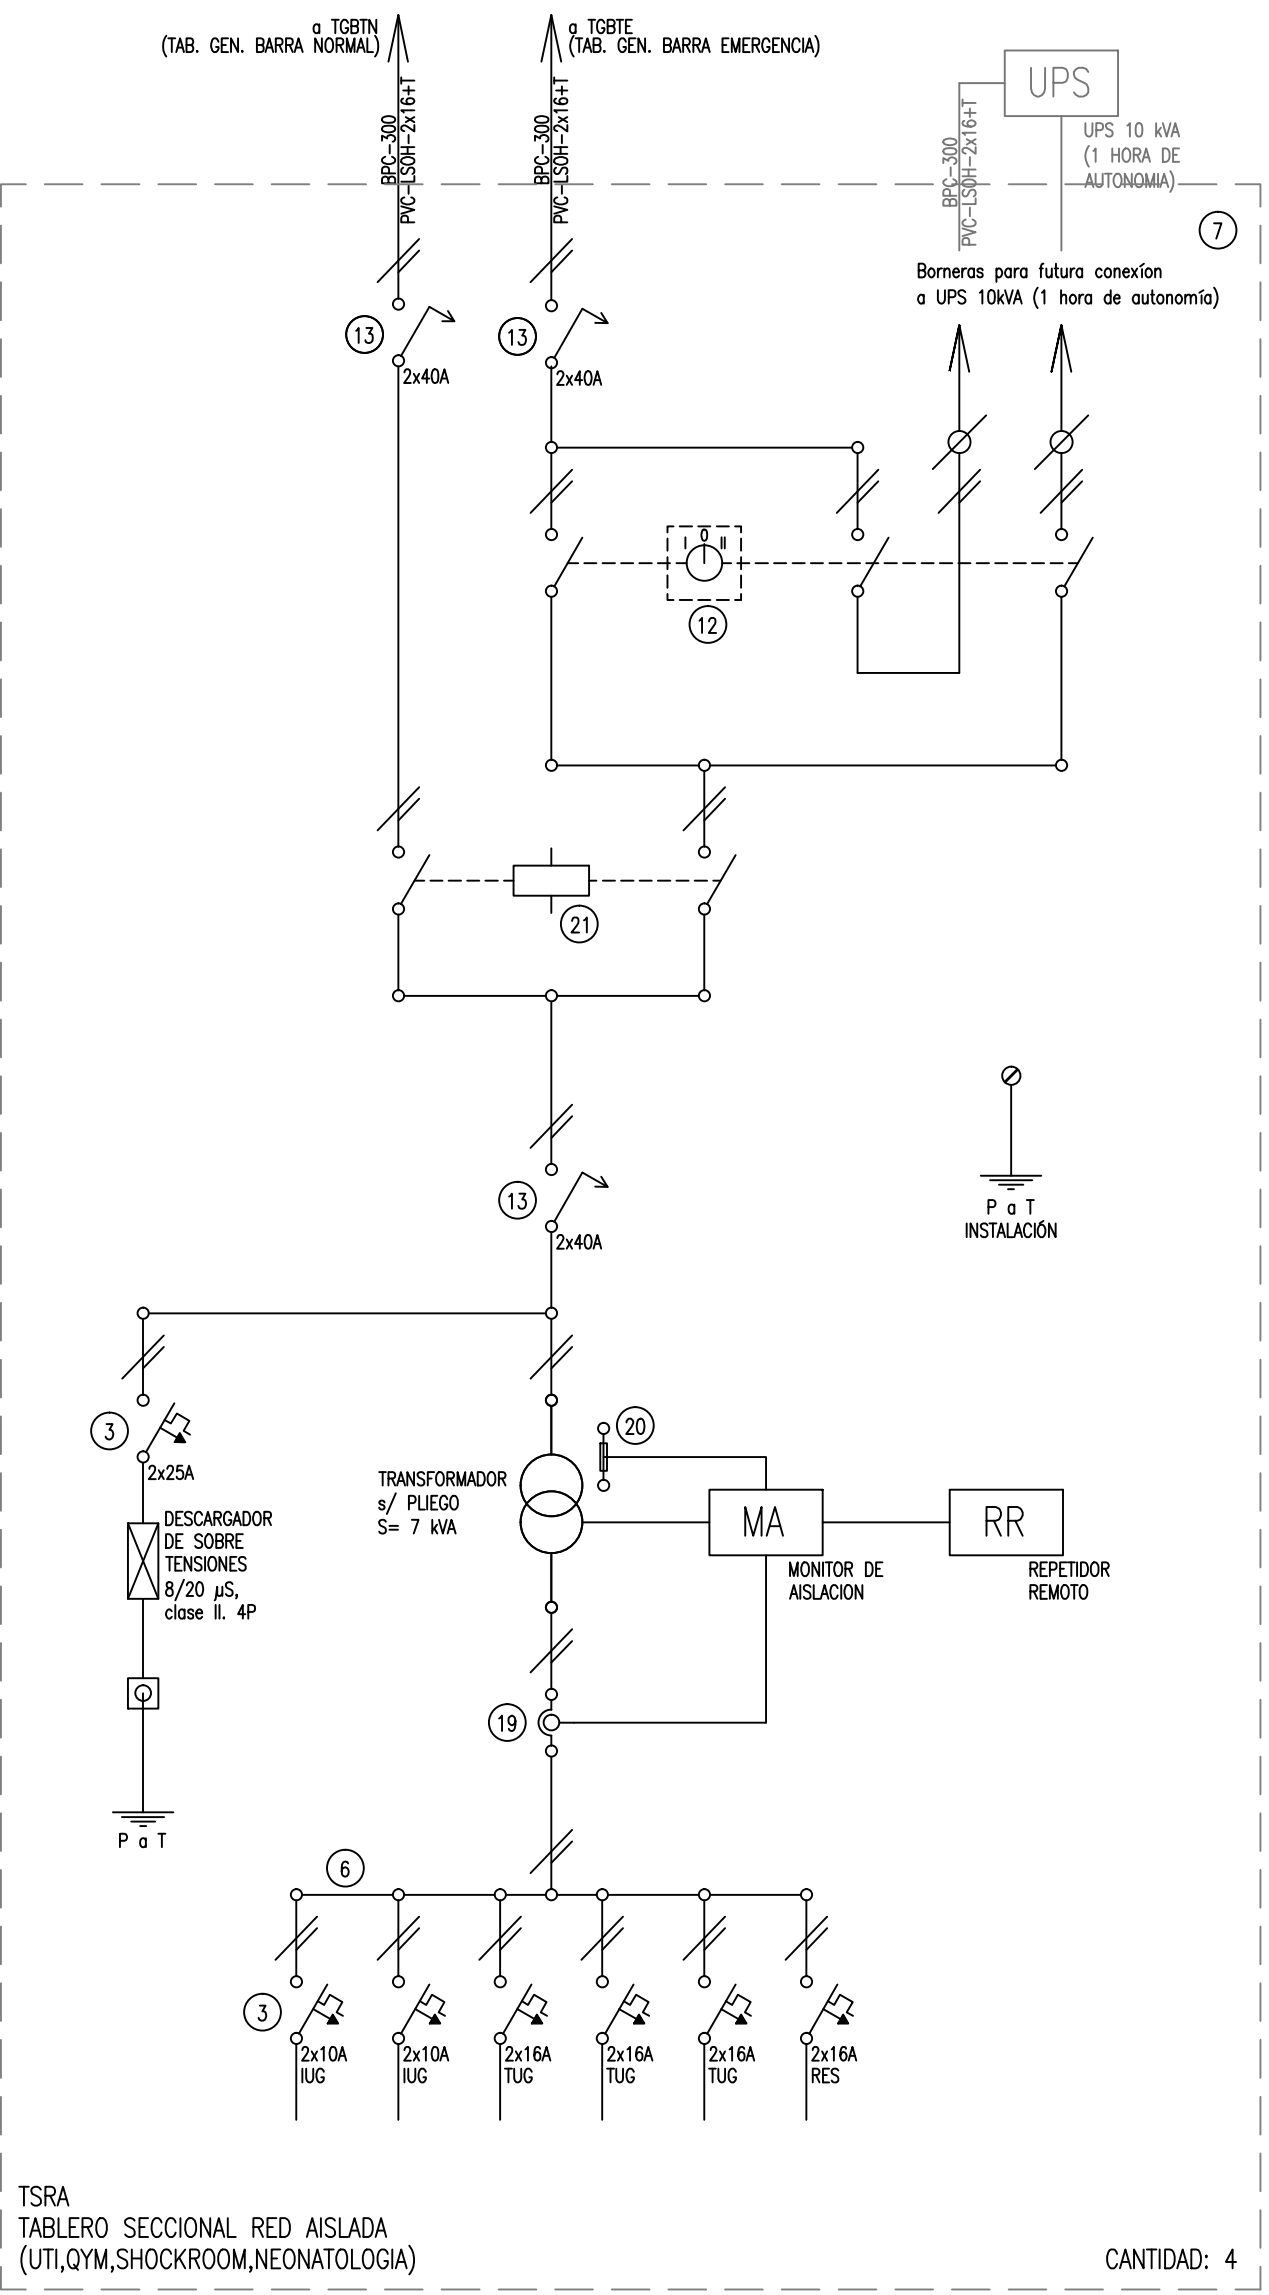 a TGBTN
(TAB. GEN. BARRA NORMAL)
a TGBTE
(TAB. GEN. BARRA EMERGENCIA)
BPC-300
PVC-LSOH-2x16+T
BPC-300
PVC-LSOH-2x16+T
UPS
BPC-300
PVC-LSOH-2x16+T
UPS 10 kVA
(1 HORA DE
AUTONOMIA)
7
Borneras para futura conexíon
a UPS 10kVA (1 hora de autonomía)
13
2x40A
13
2x40A
I 0 II
12
21
13
2x40A
P a T
INSTALACIÓN
3
2x25A
DESCARGADOR
DE SOBRE
TENSIONES
8/20 µS,
clase II. 4P
P a T
TRANSFORMADOR
s/ PLIEGO
S= 7 kVA
20
MA
MONITOR DE
AISLACION
RR
REPETIDOR
REMOTO
19
6
3
2x10A
IUG
2x10A
IUG
2x16A
TUG
2x16A
TUG
2x16A
TUG
2x16A
RES
TSRA
TABLERO SECCIONAL RED AISLADA
(UTI,QYM,SHOCKROOM,NEONATOLOGIA)
CANTIDAD: 4